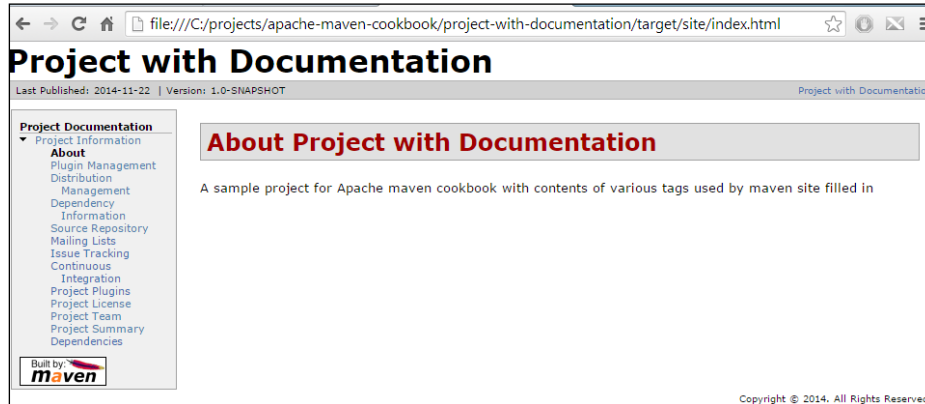 file:///C:/projects/apache-maven-cookbook/project-with-documentation/target/site/index.html
Project with Documentation
Last Published: 2014-11-22 | Version: 1.0-SNAPSHOT
Project with Documentatio
Project Documentation
Project Information
About
Plugin Management
Distribution
Management
Dependency
Information
Source Repository
Mailing Lists
Issue Tracking
Continuous
Integration
Project Plugins
Project License
Project Team
Project Summary
Dependencies
Built by:
maven
About Project with Documentation
A sample project for Apache maven cookbook with contents of various tags used by maven site filled in
Copyright © 2014. All Rights Reserved